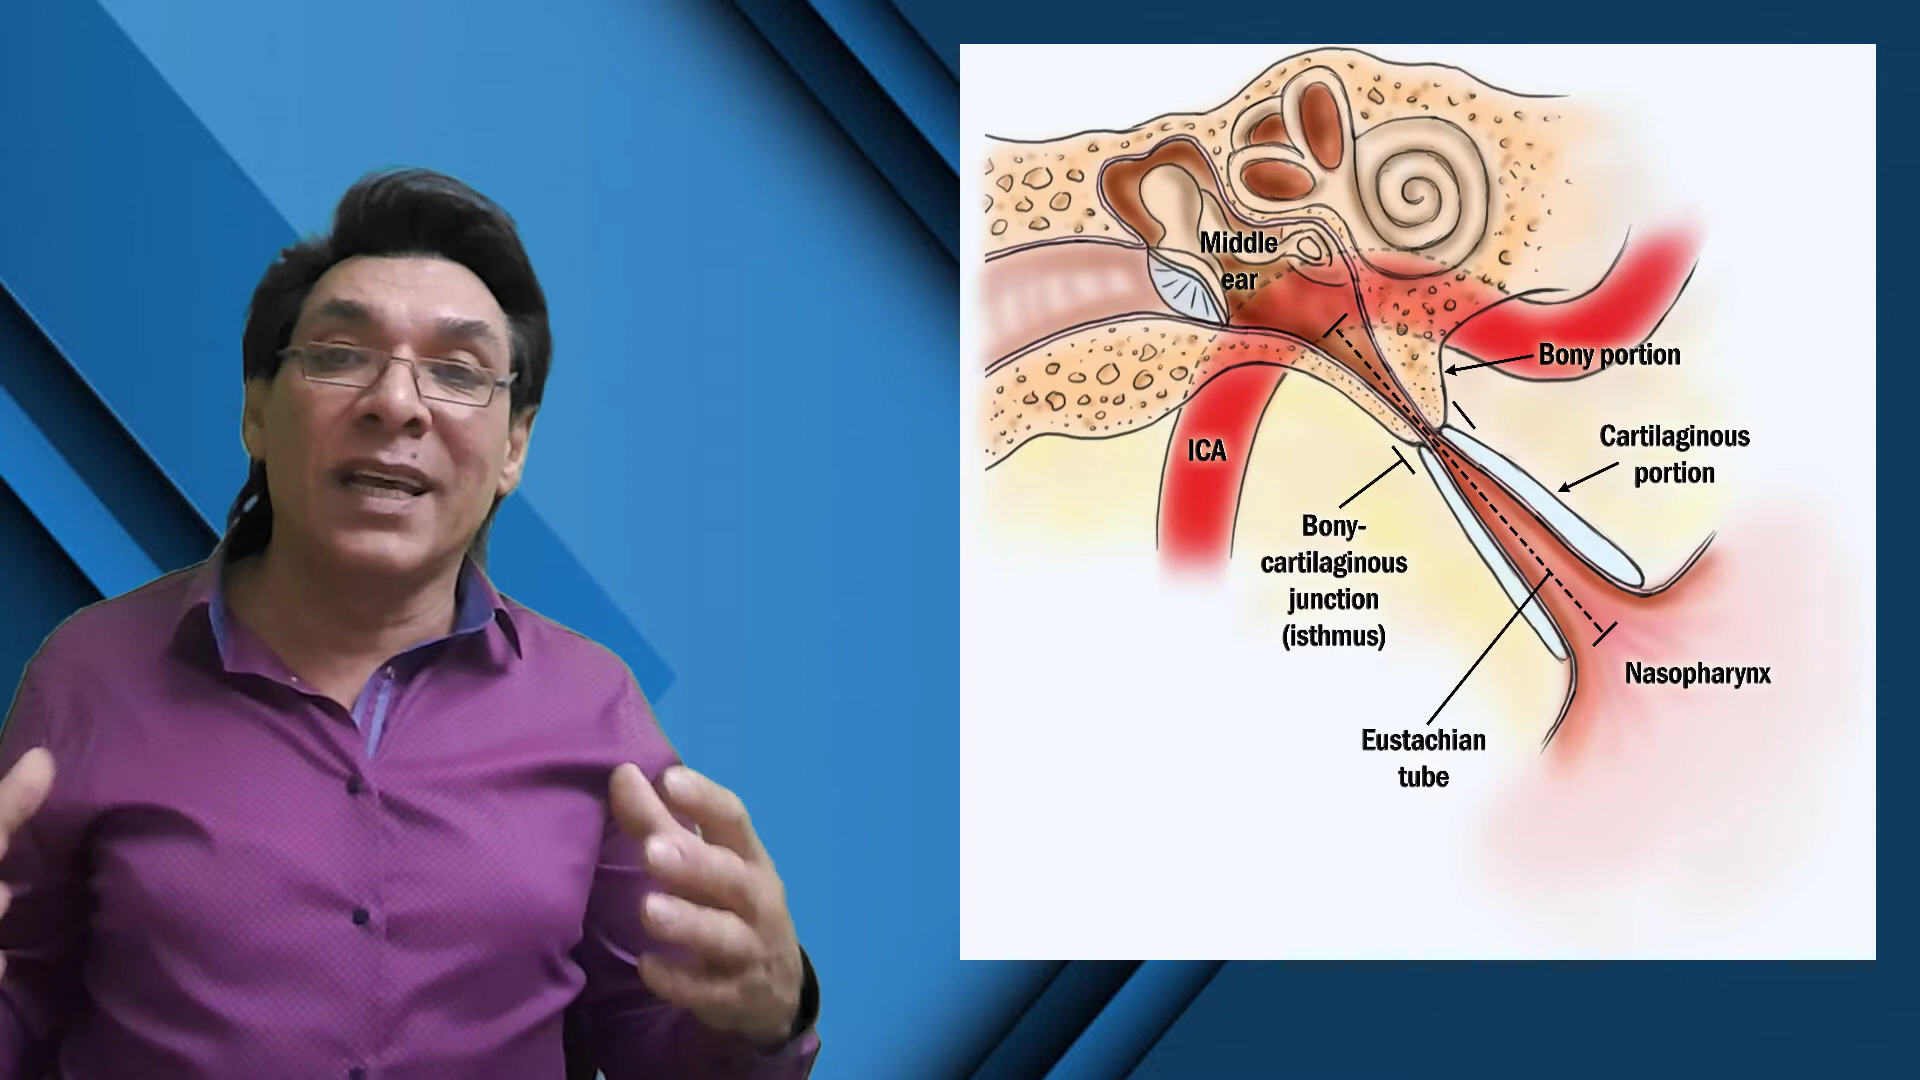 Middle
ear
Bony portion
Cartilaginous
portion
ICA
Bony-
cartilaginous
junction
(isthmus)
Nasopharynx
Eustachian
tube